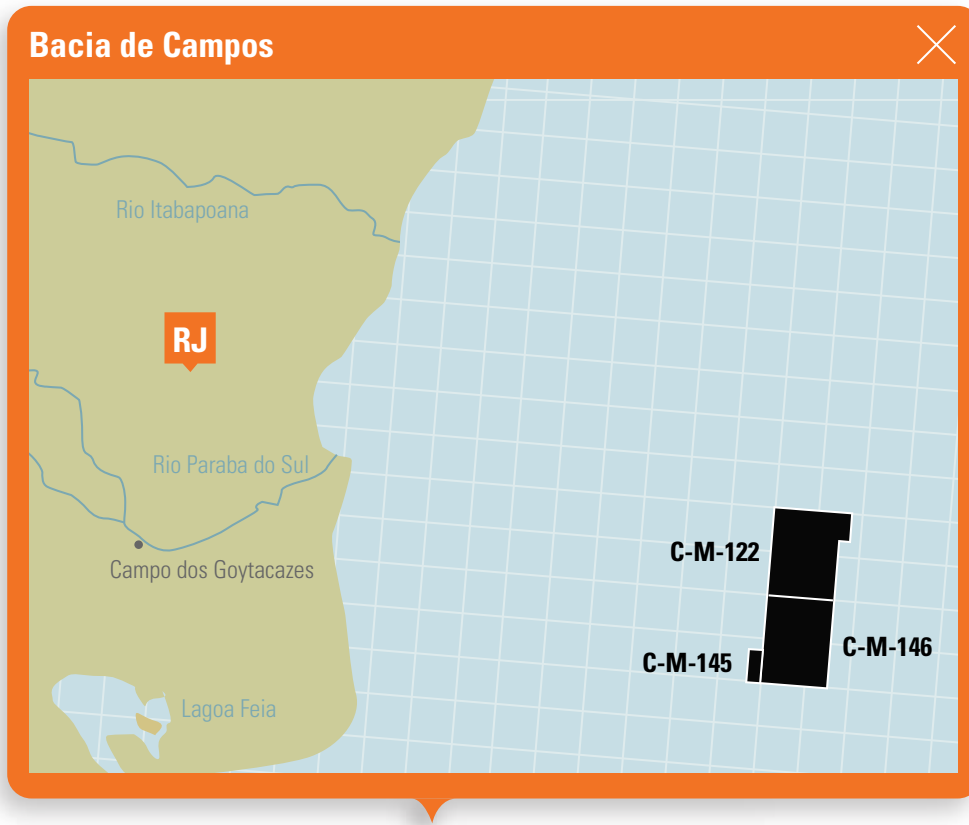 Bacia de Campos
Rio Itabapoana
RJ
Rio Paraba do Sul
Campo dos Goytacazes
C-M-122
C-M-145
C-M-146
Lagoa Feia